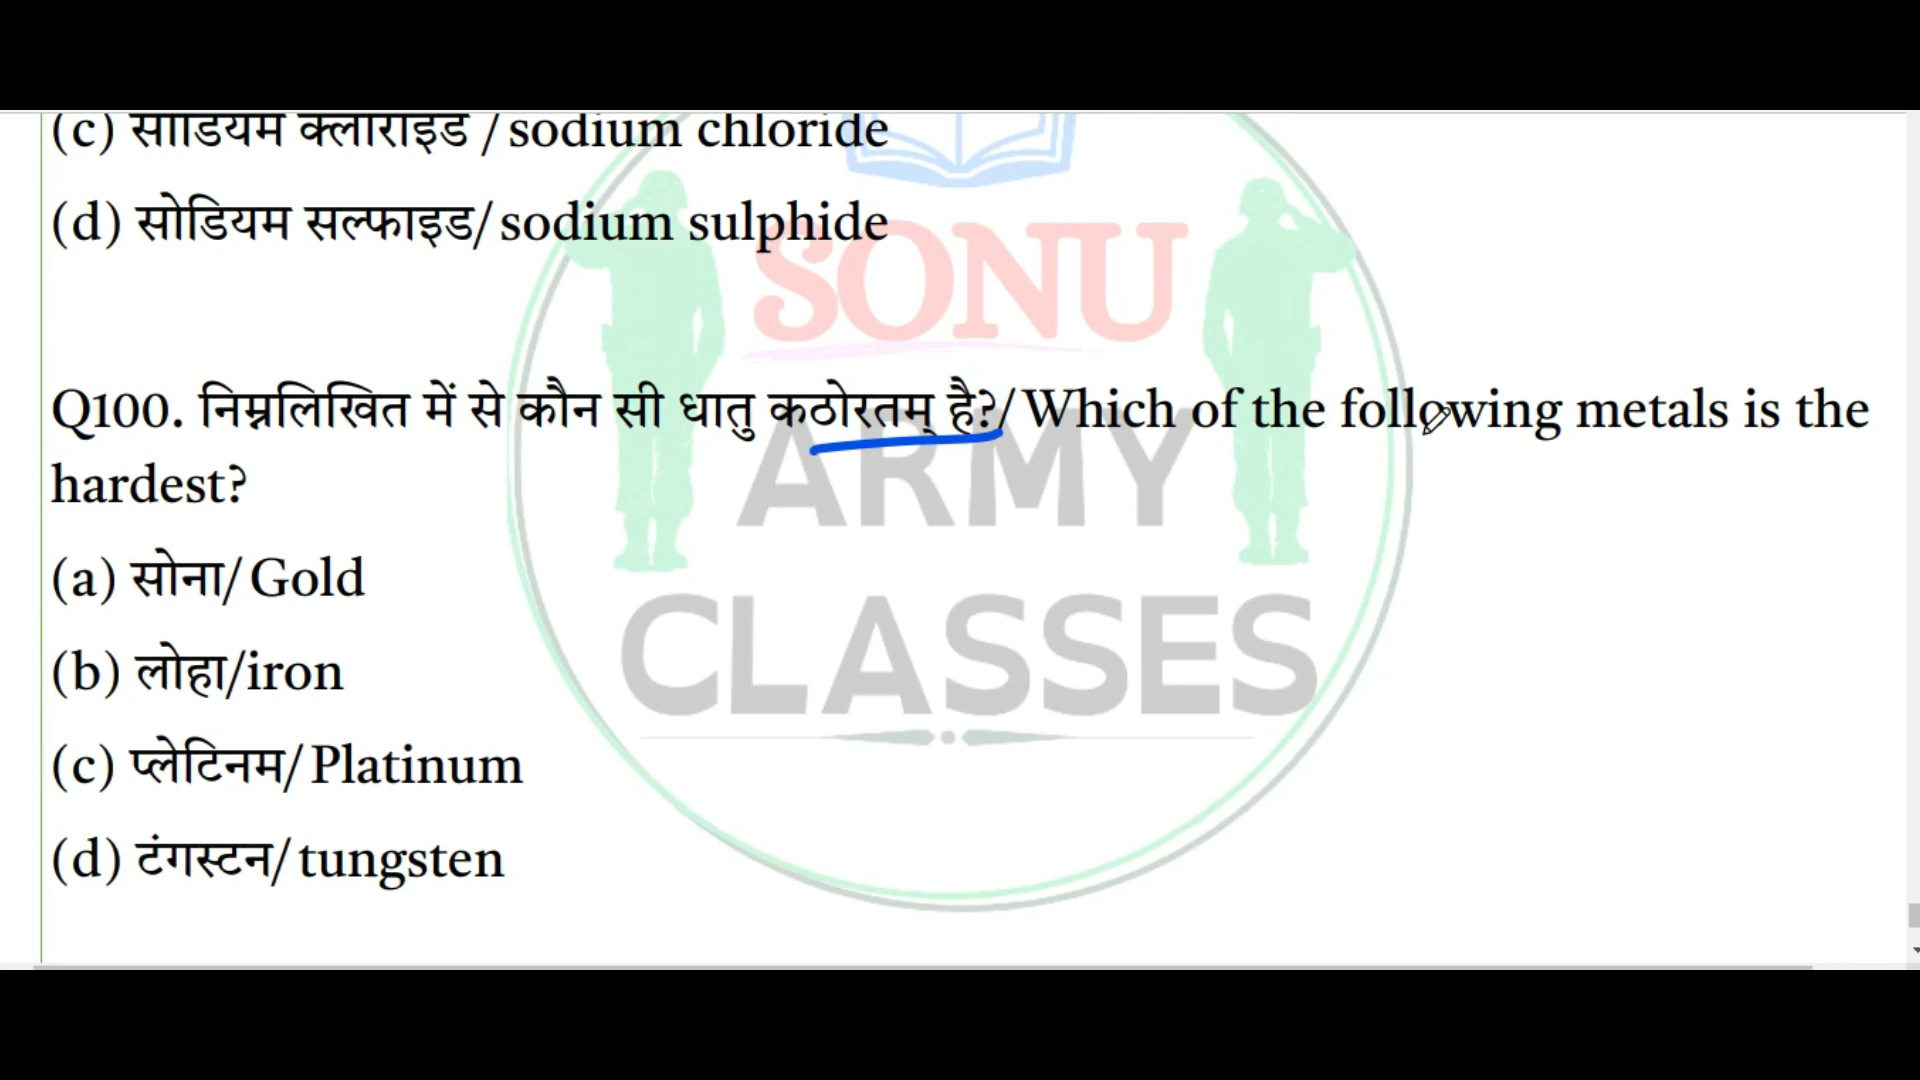 (c) सोडियम क्लोराइड / sodium chloride
(d) सोडियम सल्फाइड/ sodium sulphide
SONU
Q100. निम्नलिखित में से कौन सी धातु कठोरतम् है?/ Which of the following metals is the
hardest?
ARMY
(a) सोना/ Gold
CLASSES
(b) लोहा/iron
(c) प्लेटिनम/ Platinum
(d) टंगस्टन/ tungsten